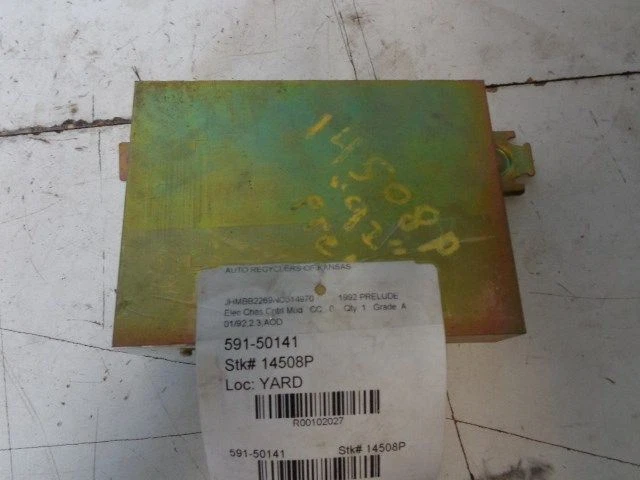 14508P
"92"
AUTO RECYCLERS OF KANSAS
1992 PRELUDE
Elec Chas Cntrl Mod CC, 0, Qty 1 Grade A
01/92,2.3,AOD
591-50141
Stk# 14508P
Loc: YARD
R00102027
591-50141 Stk# 14508P